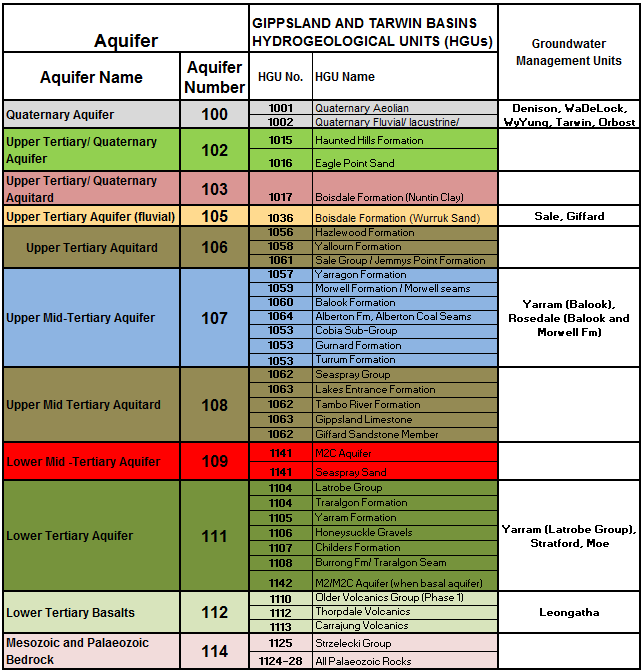 Aquifer
GIPPSLAND AND TARWIN BASINS
HYDROGEOLOGICAL UNITS (HGUs)
Groundwater
Management Units
Aquifer Name
Aquifer
Number
HGU No.
HGU Name
Quaternary Aquifer
100
1001 Quaternary Aeolian
1002 Quaternary Fluvial/ lacustrine/
Denison, WaDeLock,
WyYung, Tarwin, Orbost
Upper Tertiary/ Quaternary
Aquifer
102
1015 Haunted Hills Formation
1016 Eagle Point Sand
Upper Tertiary/ Quaternary
Aquitard
103
1017 Boisdale Formation (Nuntin Clay)
Upper Tertiary Aquifer (fluvial)
105
1036 Boisdale Formation (Wurruk Sand)
Sale, Giffard
Upper Tertiary Aquitard
106
1056 Hazlewood Formation
1058 Yallourn Formation
1061 Sale Group / Jemmys Point Formation
Upper Mid-Tertiary Aquifer
107
1057 Yarragon Formation
1059 Morwell Formation / Morwell seams
1060 Balook Formation
1064 Alberton Fm, Alberton Coal Seams
1053 Cobia Sub-Group
1053 Gurnard Formation
1053 Turrum Formation
Yarram (Balook),
Rosedale (Balook and
Morwell Fm)
Upper Mid Tertiary Aquitard
108
1062 Seaspray Group
1063 Lakes Entrance Formation
1062 Tambo River Formation
1063 Gippsland Limestone
1062 Giffard Sandstone Member
Lower Mid -Tertiary Aquifer
109
1141 M2C Aquifer
1141 Seaspray Sand
Lower Tertiary Aquifer
111
1104 Latrobe Group
1104 Traralgon Formation
1105 Yarram Formation
1106 Honeysuckle Gravels
1107 Childers Formation
1108 Burrong Fm/ Traralgon Seam
1142 M2/M2C Aquifer (when basal aquifer)
Yarram (Latrobe Group),
Stratford, Moe
Lower Tertiary Basalts
112
1110 Older Volcanics Group (Phase 1)
1112 Thorpdale Volcanics
1113 Carrajung Volcanics
Leongatha
Mesozoic and Palaeozoic
Bedrock
114
1125 Strzelecki Group
1124-28 All Palaeozoic Rocks